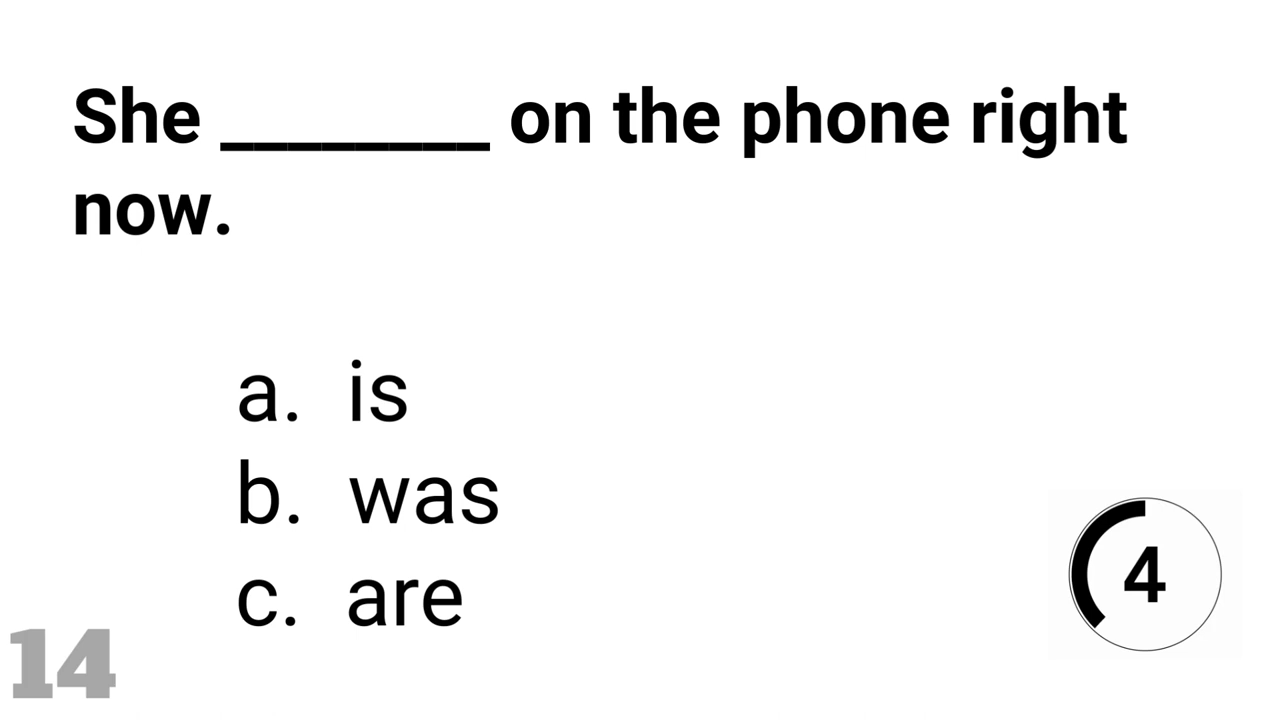 She ________ on the phone right
now.
a. is
b. was
c. are
4
14